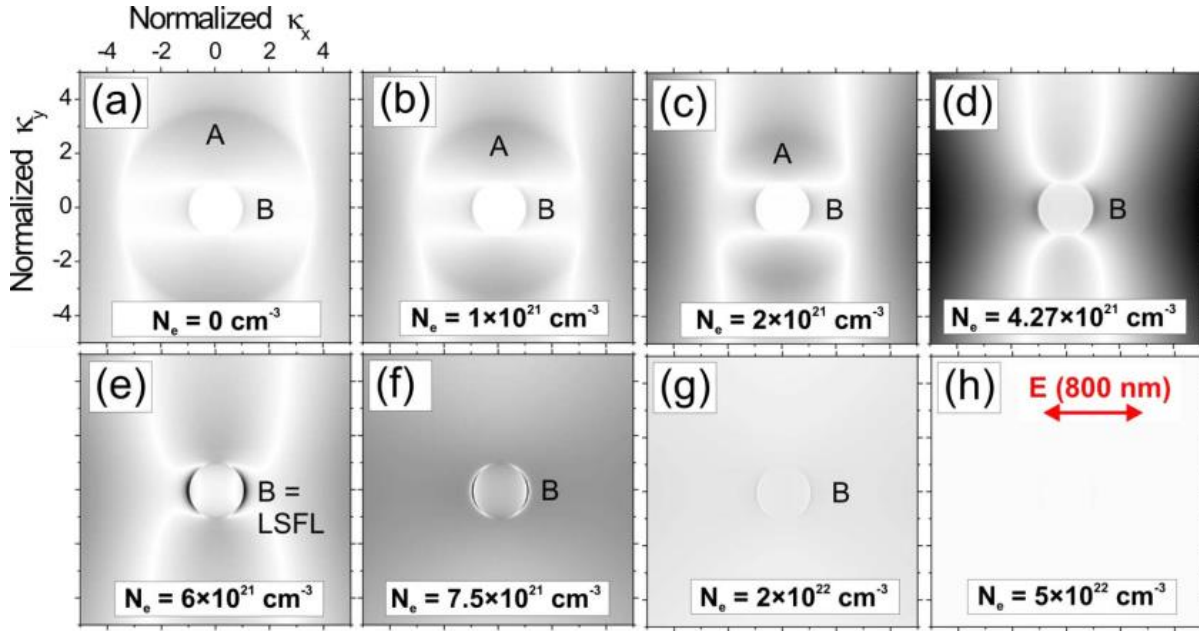 Normalized κx
-4 -2 0 2 4
Normalized κy
4
2
0
-2
-4
(a)
A
B
Ne = 0 cm-3
(b)
A
B
Ne = 1×10^21 cm-3
(c)
A
B
Ne = 2×10^21 cm-3
(d)
B
Ne = 4.27×10^21 cm-3
(e)
B =
LSFL
Ne = 6×10^21 cm-3
(f)
B
Ne = 7.5×10^21 cm-3
(g)
B
Ne = 2×10^22 cm-3
(h)
E (800 nm)
Ne = 5×10^22 cm-3